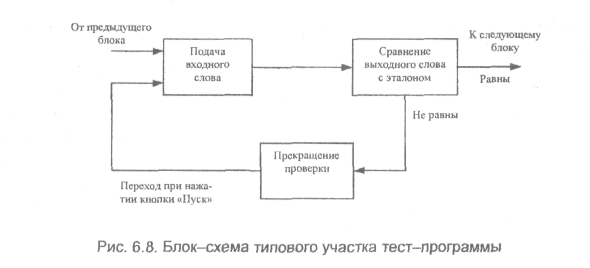 От предыдущего
блока
Подача
входного
слова
Сравнение
выходного слова
с эталоном
К следующему
блоку
Равны
Не равны
Прекращение
проверки
Переход при нажа-
тии кнопки «Пуск»
Рис. 6.8. Блок–схема типового участка тест–программы